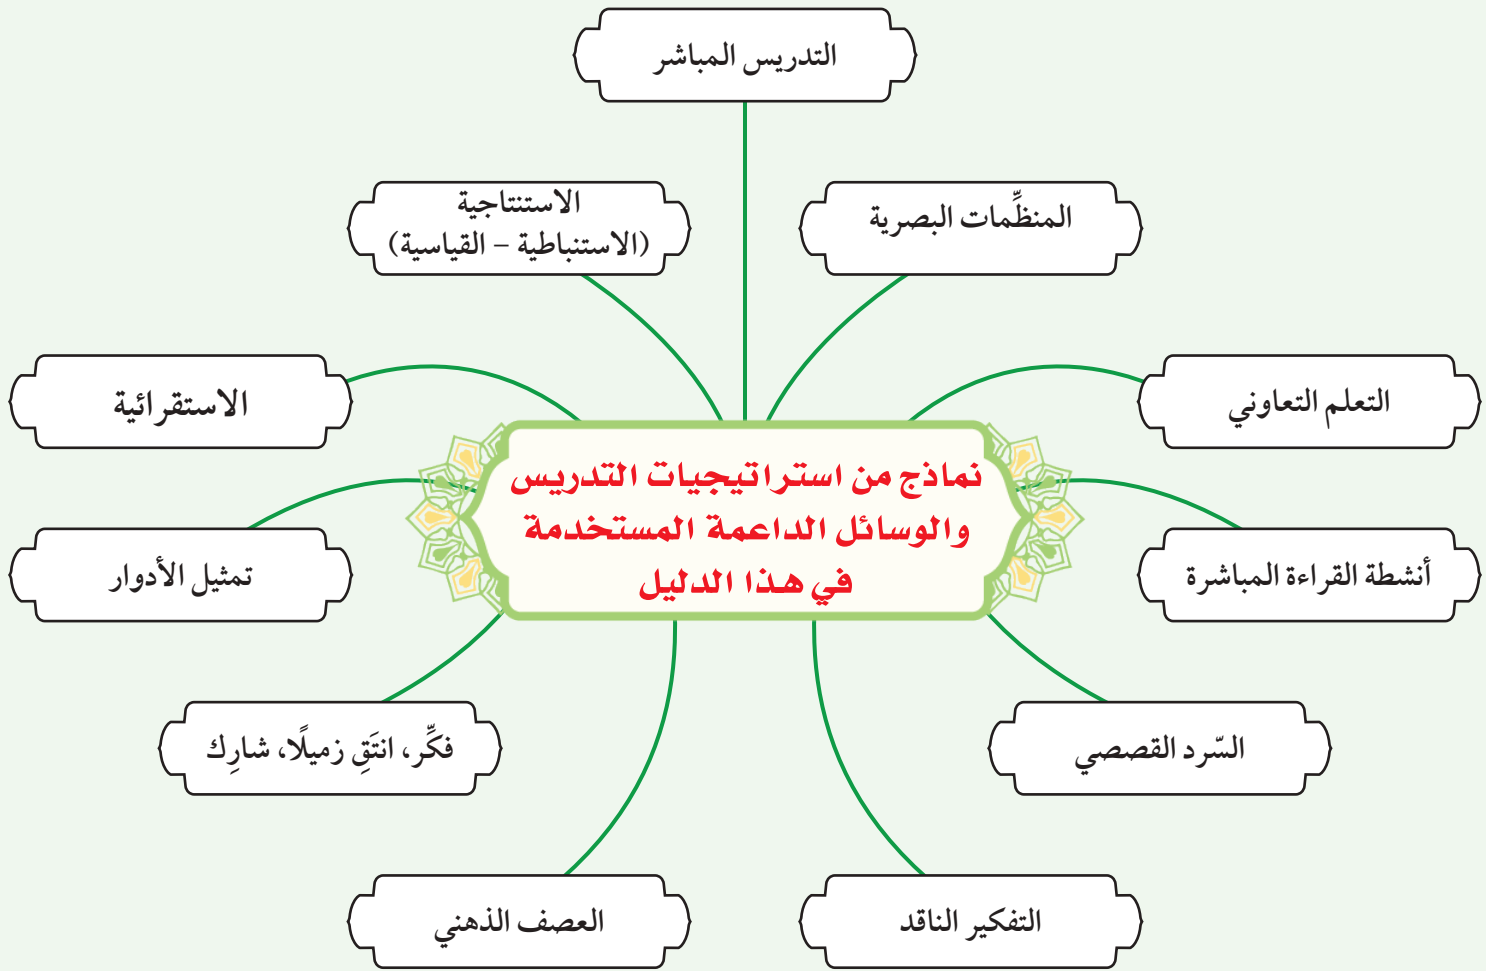 التدريس المباشر
المنظِّمات البصرية
الاستنتاجية
(الاستنباطية – القياسية)
التعلم التعاوني
الاستقرائية
نماذج من استراتيجيات التدريس
والوسائل الداعمة المستخدمة
في هذا الدليل
أنشطة القراءة المباشرة
تمثيل الأدوار
السّرد القصصي
فكِّر، انتَقِ زميلًا، شارِك
التفكير الناقد
العصف الذهني